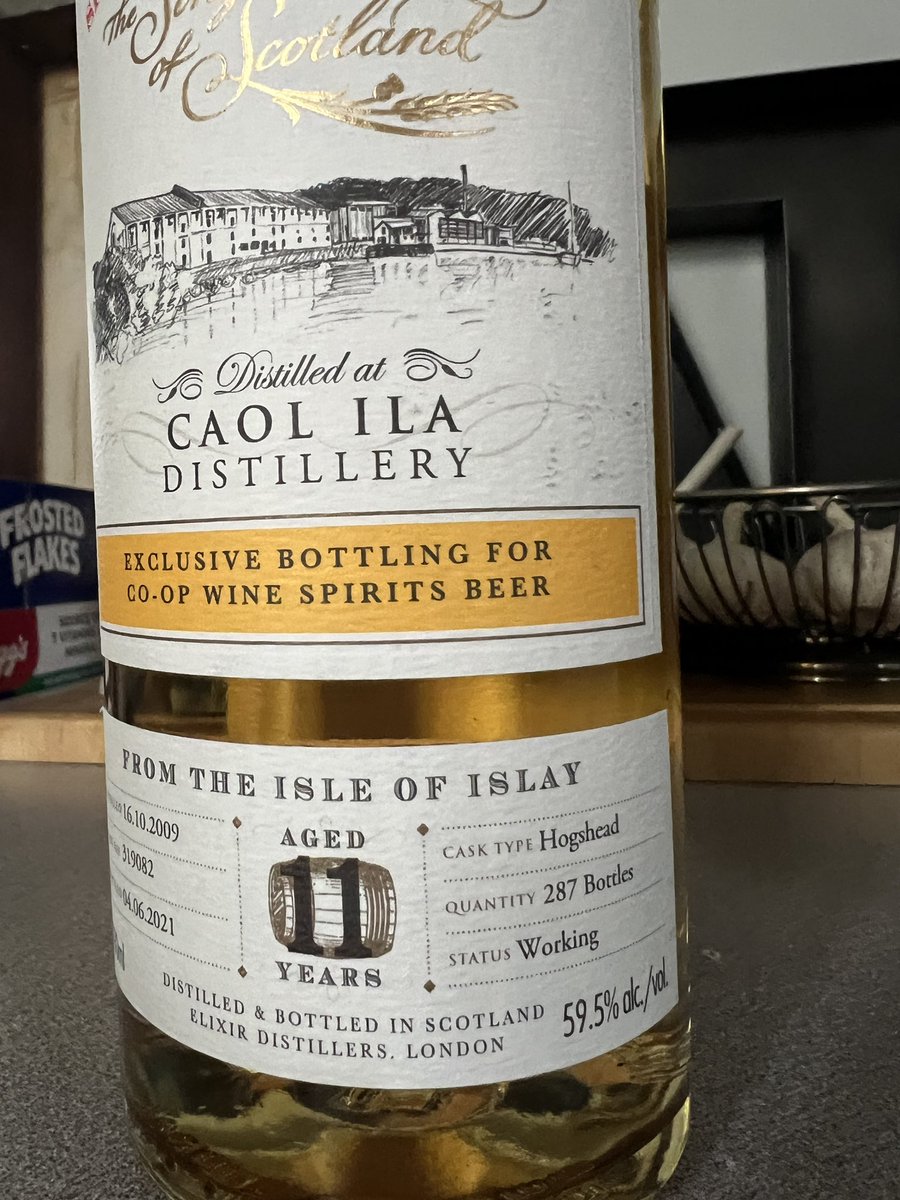 the
of Scotland
Distilled at
CAOL ILA
DISTILLERY
EXCLUSIVE BOTTLING FOR
CO-OP WINE SPIRITS BEER
FROM THE ISLE OF ISLAY
16.10.2009
319082
04.06.2021
AGED
11
YEARS
CASK TYPE Hogshead
QUANTITY 287 Bottles
STATUS Working
DISTILLED & BOTTLED IN SCOTLAND
ELIXIR DISTILLERS. LONDON
59.5% alc./vol.
FROSTED
FLAKES